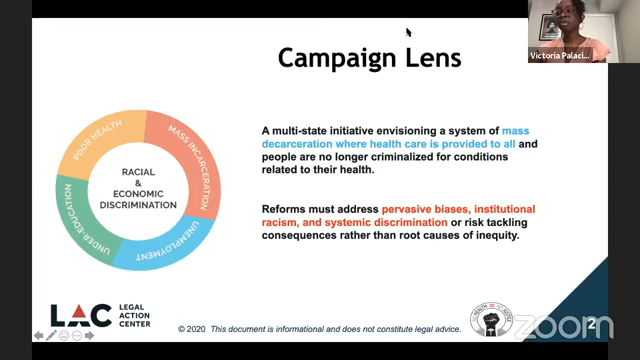 Campaign Lens
Victoria Palaci...
POOR HEALTH
MASS INCARCERATION
UNEMPLOYMENT
UNDER-EDUCATION
RACIAL
&
ECONOMIC
DISCRIMINATION
A multi-state initiative envisioning a system of mass
decarceration where health care is provided to all and
people are no longer criminalized for conditions
related to their health.
Reforms must address pervasive biases, institutional
racism, and systemic discrimination or risk tackling
consequences rather than root causes of inequity.
LAC
LEGAL
ACTION
CENTER
© 2020 This document is informational and does not constitute legal advice.
2
zoom